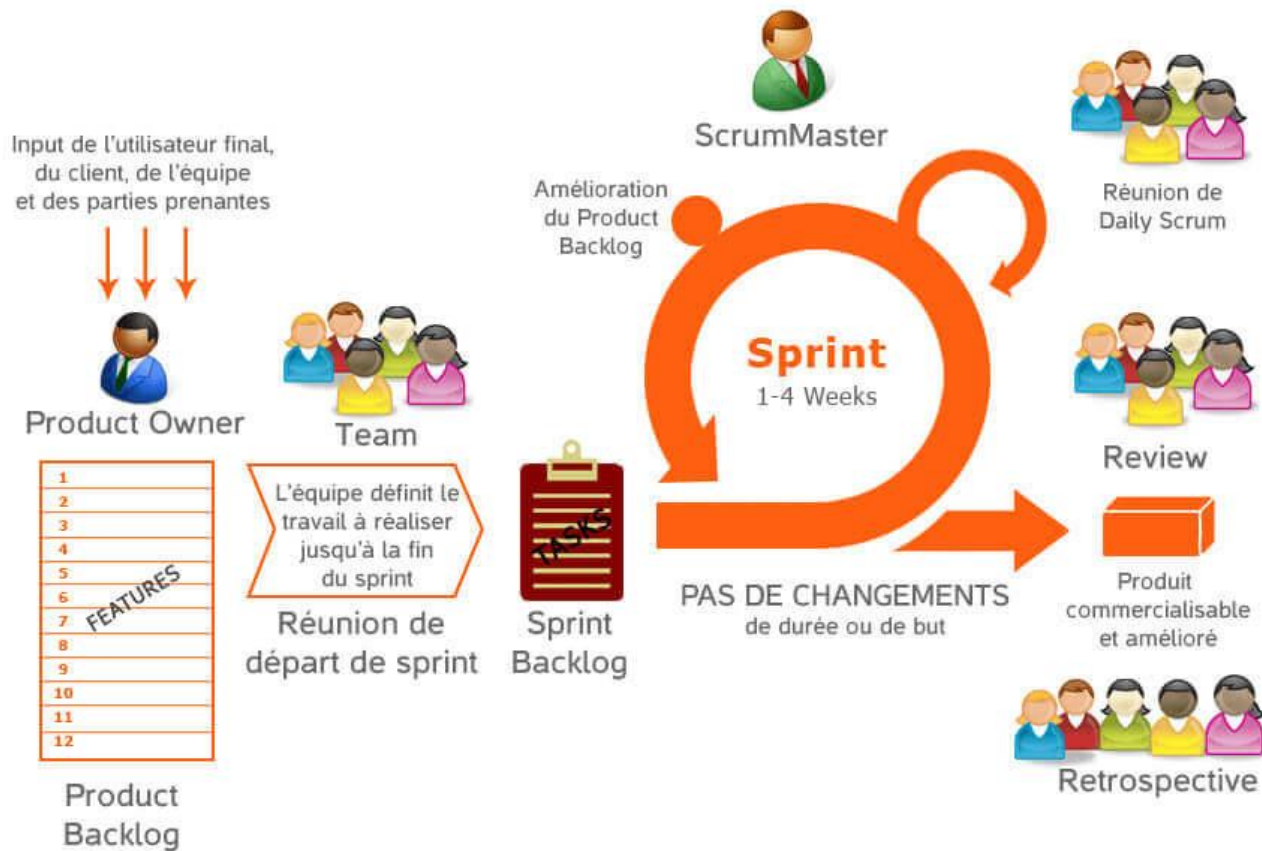 Input de l'utilisateur final,
du client, de l'équipe
et des parties prenantes
Product Owner
1
2
3
4
5
6
7
8
9
10
11
12
FEATURES
Product
Backlog
Team
L'équipe définit le
travail à réaliser
jusqu'à la fin
du sprint
Réunion de
départ de sprint
TASKS
Sprint
Backlog
ScrumMaster
Amélioration
du Product
Backlog
Sprint
1-4 Weeks
PAS DE CHANGEMENTS
de durée ou de but
Réunion de
Daily Scrum
Review
Produit
commercialisable
et amélioré
Retrospective